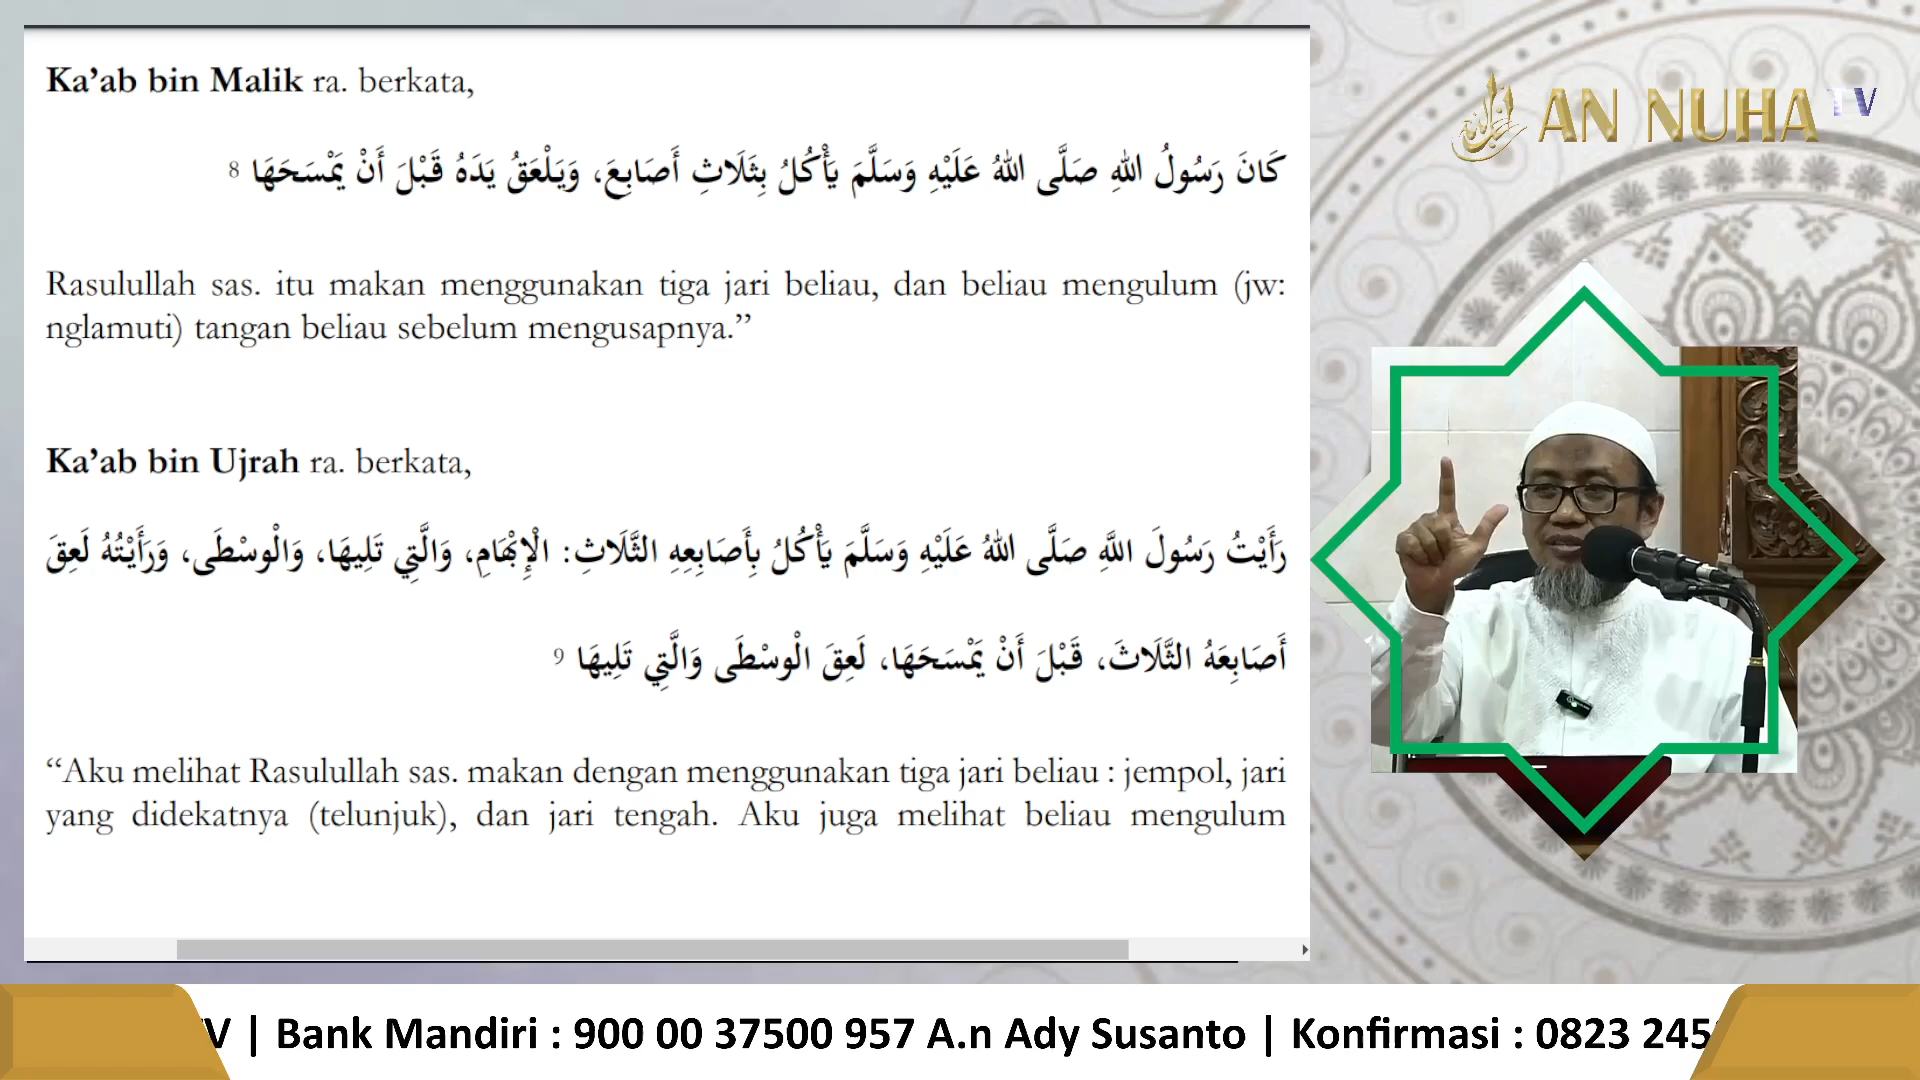 Ka’ab bin Malik ra. berkata,
كَانَ رَسُولُ اللهِ صَلَّى اللهُ عَلَيْهِ وَسَلَّمَ يَأْكُلُ بِثَلَاثِ أَصَابِعَ، وَيَلْعَقُ يَدَهُ قَبْلَ أَنْ يَمْسَحَهَا 8
Rasulullah sas. itu makan menggunakan tiga jari beliau, dan beliau mengulum (jw:
nglamuti) tangan beliau sebelum mengusapnya.”
Ka’ab bin Ujrah ra. berkata,
رَأَيْتُ رَسُولَ اللَّهِ صَلَّى اللهُ عَلَيْهِ وَسَلَّمَ يَأْكُلُ بِأَصَابِعِهِ الثَّلَاثِ: الْإِبْهَامِ، وَالَّتِي تَلِيهَا، وَالْوسْطَى، وَرَأَيْتُهُ لَعِقَ
أَصَابِعَهُ الثَّلَاثَ، قَبْلَ أَنْ يَمْسَحَهَا، لَعِقَ الْوسْطَى وَالَّتِي تَلِيهَا 9
“Aku melihat Rasulullah sas. makan dengan menggunakan tiga jari beliau : jempol, jari
yang didekatnya (telunjuk), dan jari tengah. Aku juga melihat beliau mengulum
AN NUHA TV
V | Bank Mandiri : 900 00 37500 957 A.n Ady Susanto | Konfirmasi : 0823 245